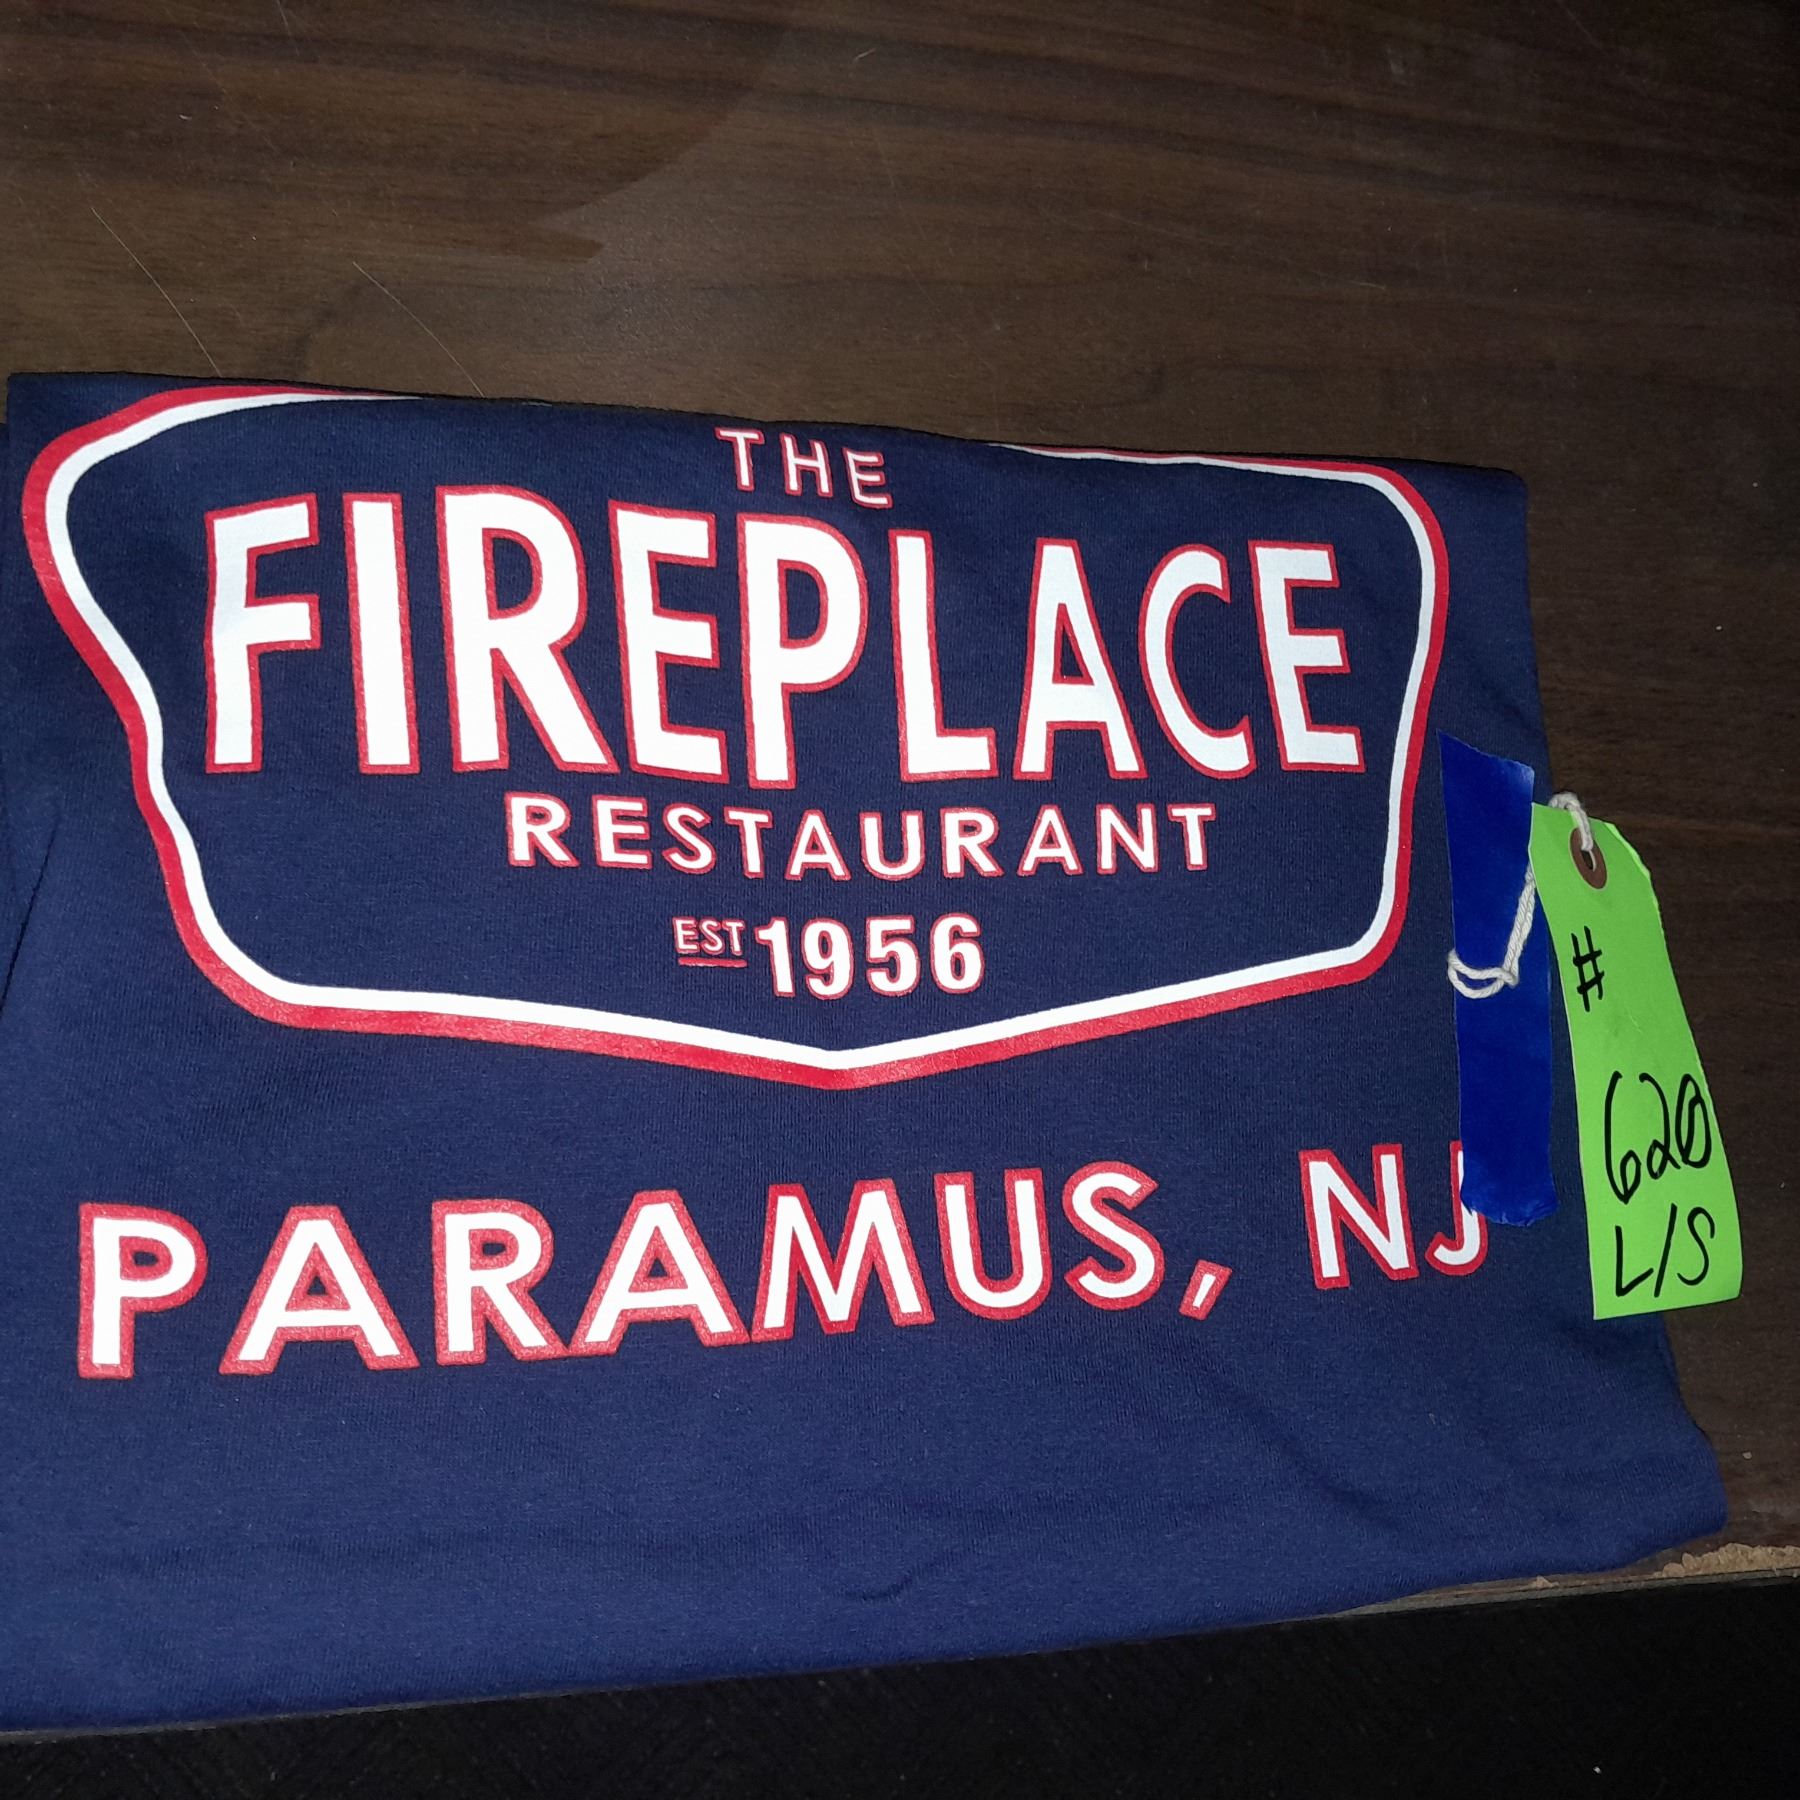 THE
FIREPLACE
RESTAURANT
EST 1956
PARAMUS, NJ
#
620
L/S